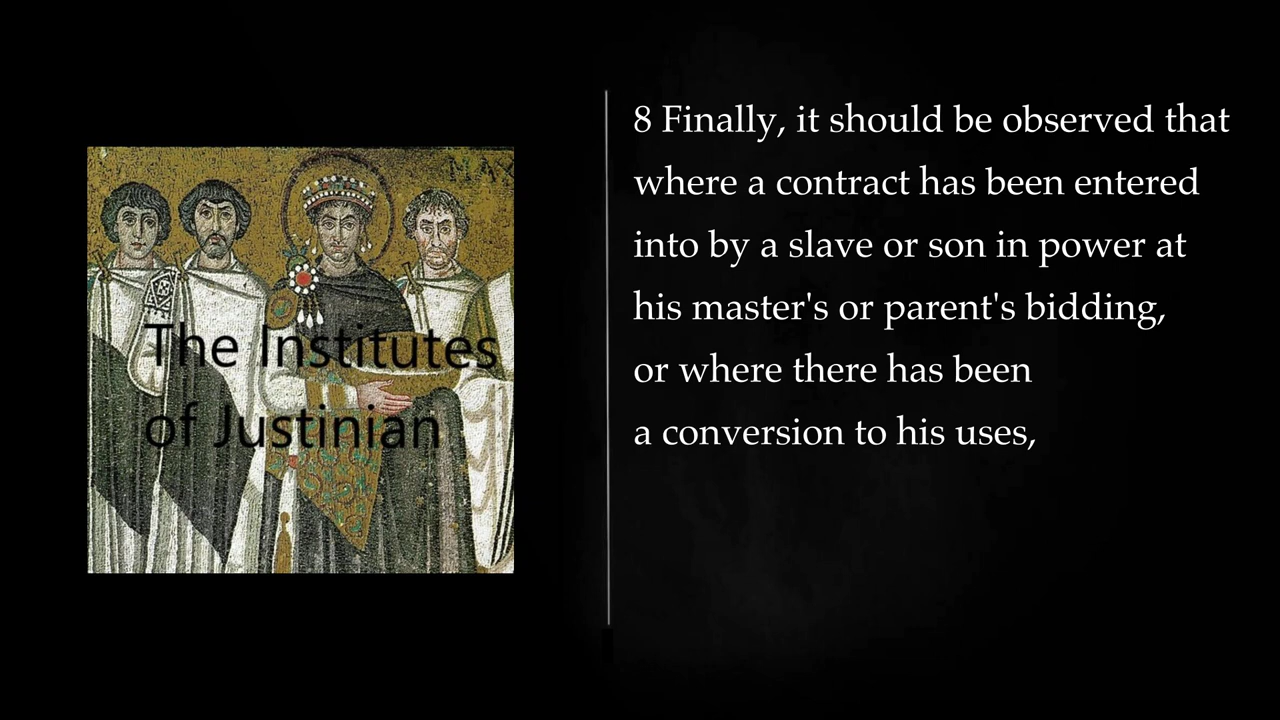 The Institutes
of Justinian
8 Finally, it should be observed that
where a contract has been entered
into by a slave or son in power at
his master's or parent's bidding,
or where there has been
a conversion to his uses,